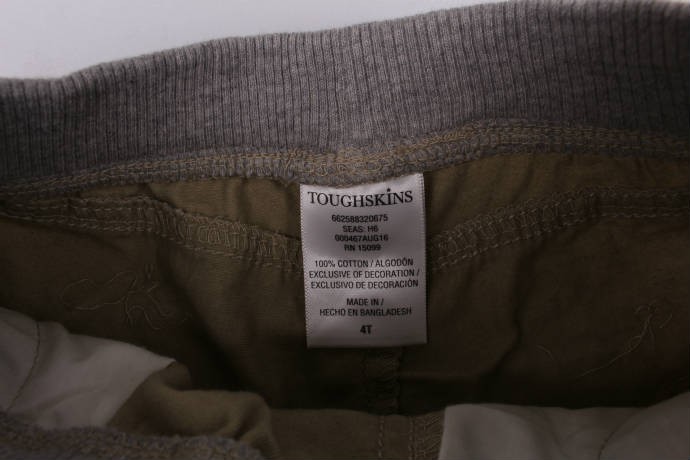 TOUGHSKINS
662588320675
SEAS: H6
000467AUG16
RN 15099
100% COTTON / ALGODÓN
EXCLUSIVE OF DECORATION /
EXCLUSIVO DE DECORACIÓN
MADE IN /
HECHO EN BANGLADESH
4T